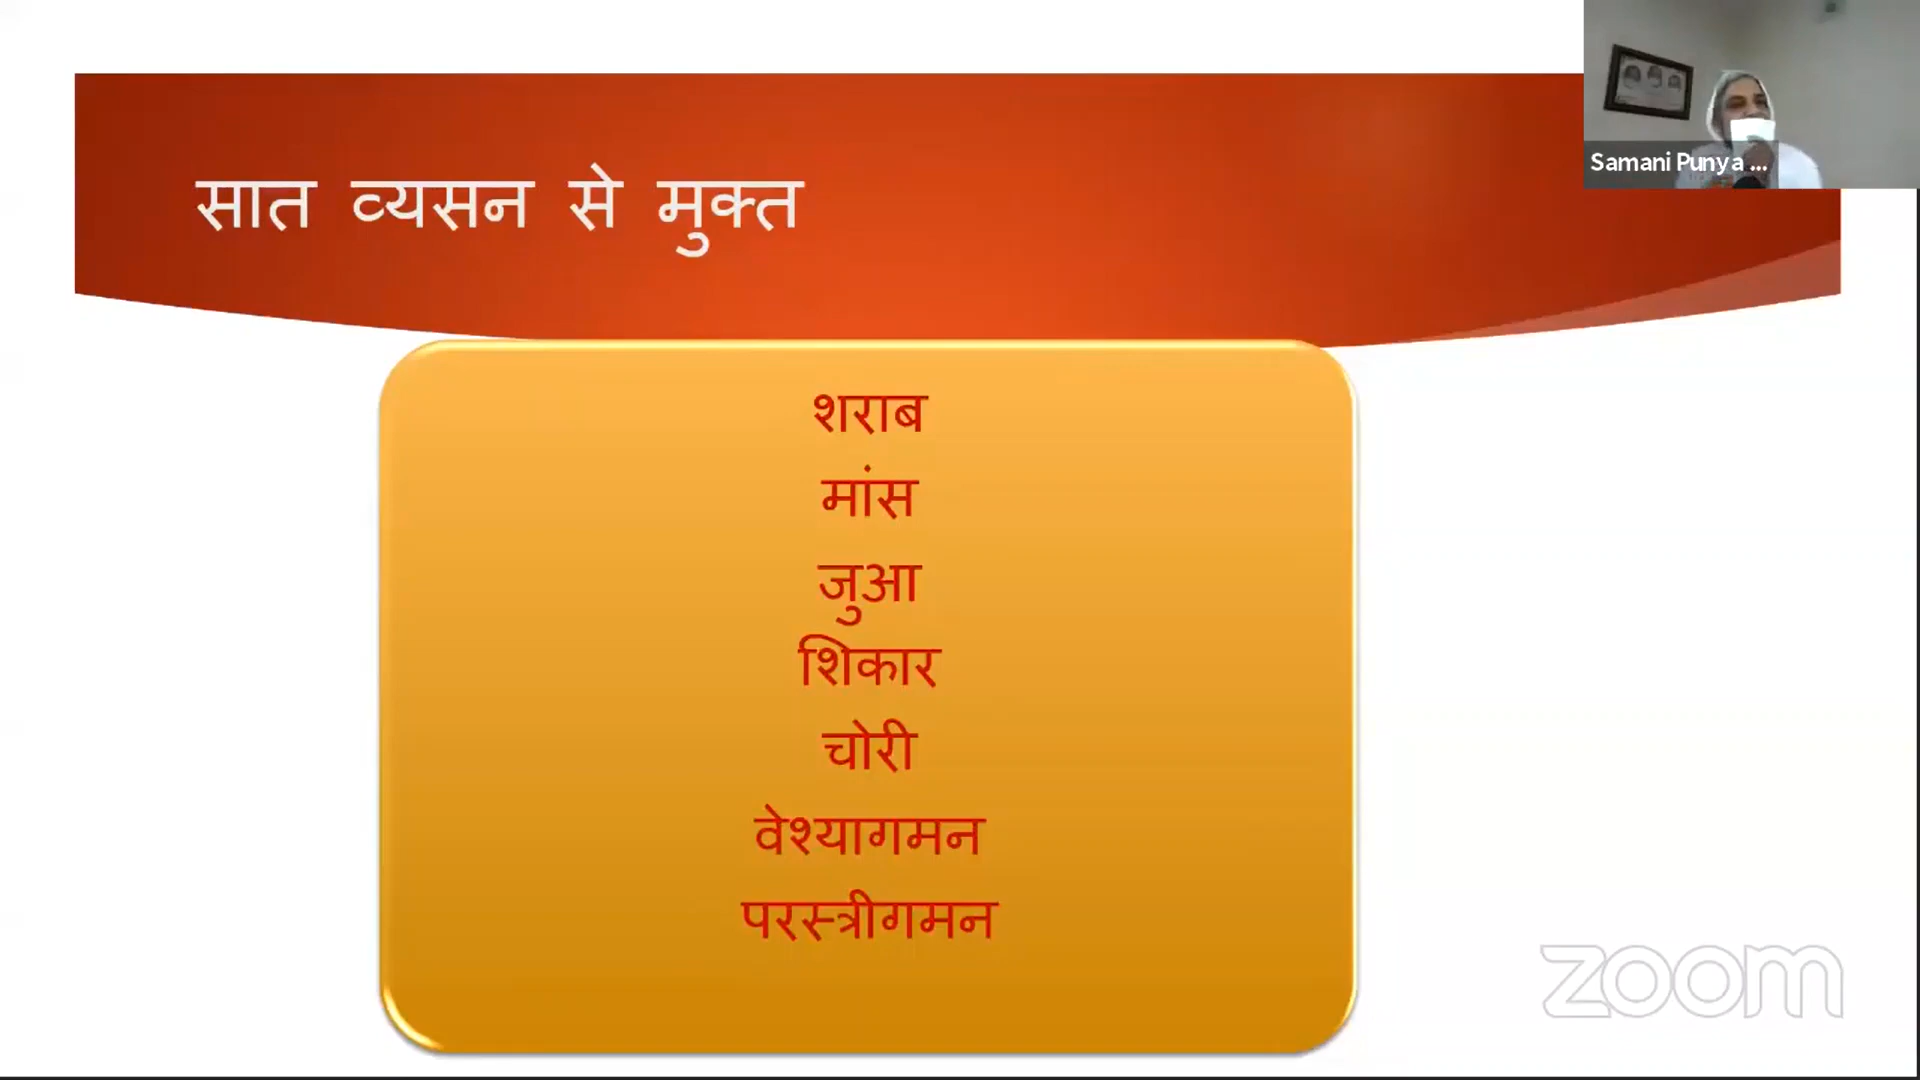 Samani Punya ...
सात व्यसन से मुक्त
शराब
मांस
जुआ
शिकार
चोरी
वेश्यागमन
परस्त्रीगमन
zoom